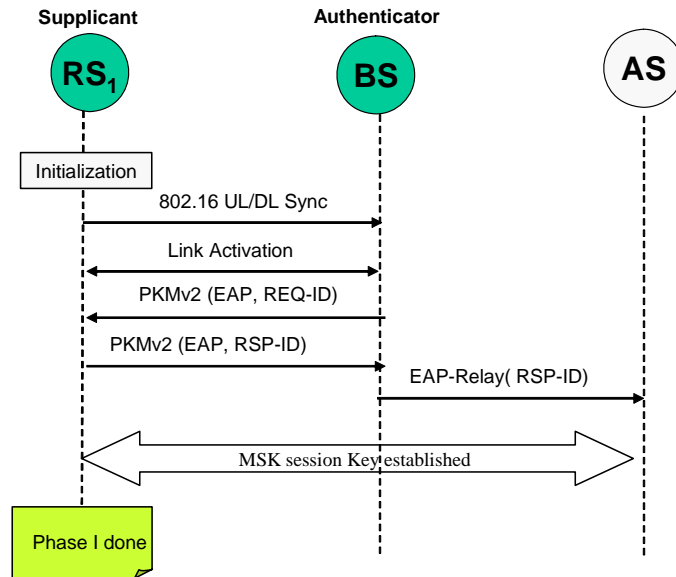 Supplicant
Authenticator
RS1
BS
AS
Initialization
802.16 UL/DL Sync
Link Activation
PKMv2 (EAP, REQ-ID)
PKMv2 (EAP, RSP-ID)
EAP-Relay( RSP-ID)
MSK session Key established
Phase I done